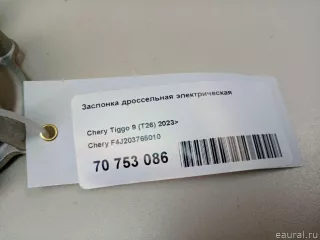 Заслонка дроссельная электрическая
Chery Tiggo 9 (T26) 2023>
Chery F4J203765010
70 753 086
eaural.ru